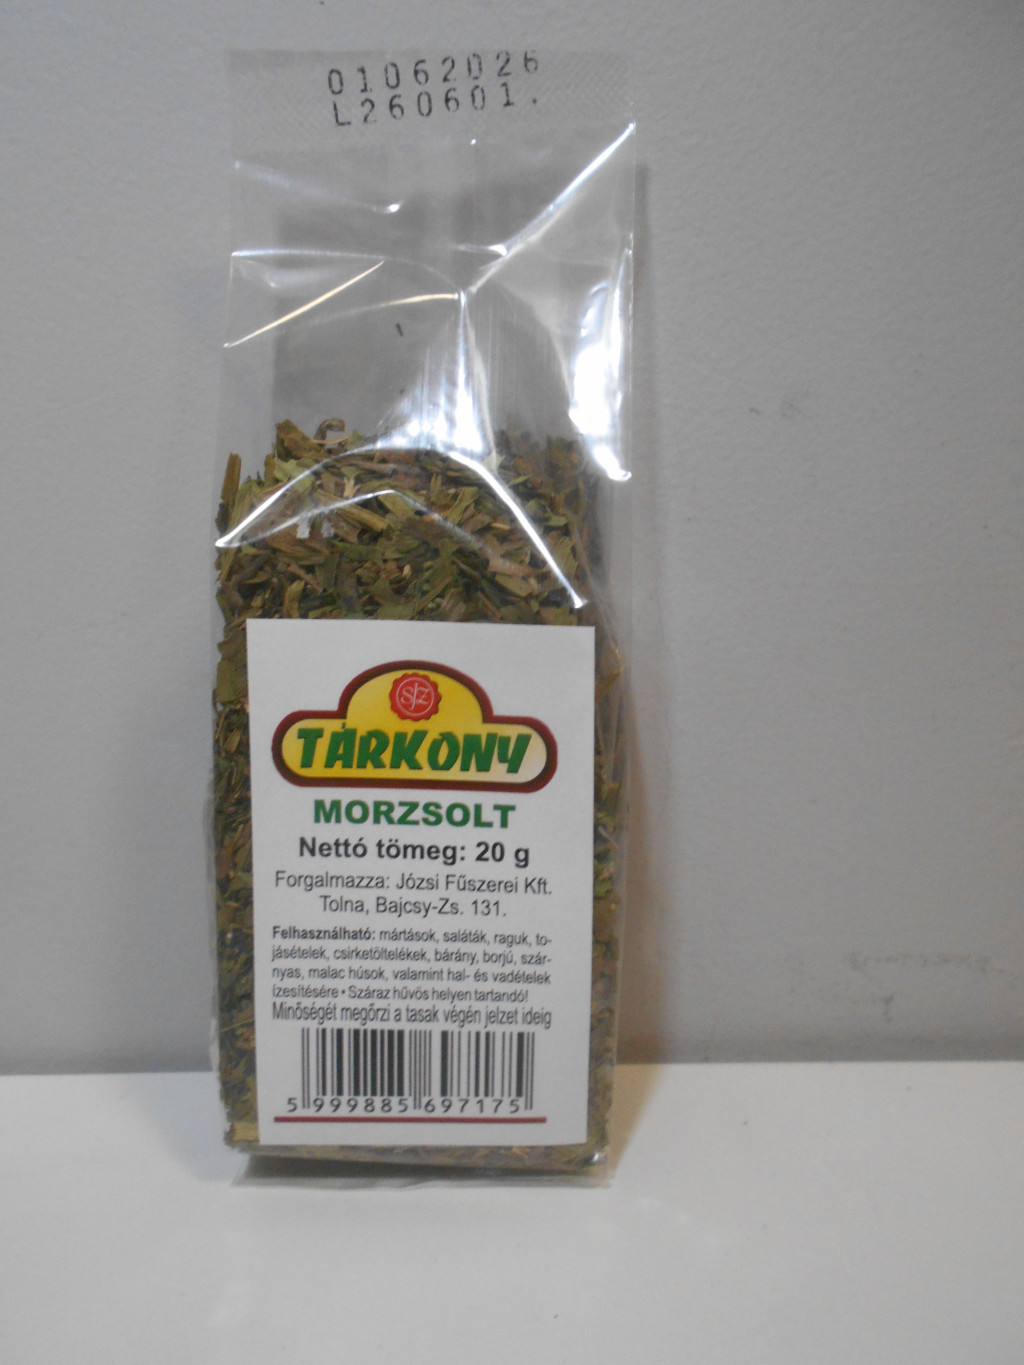 01062026
L260601.
SJZ
TÁRKONY
MORZSOLT
Nettó tömeg: 20 g
Forgalmazza: Józsi Fűszerei Kft.
Tolna, Bajcsy-Zs. 131.
Felhasználható: mártások, saláták, raguk, to-
jásételek, csirketöltelékek, bárány, borjú, szár-
nyas, malac húsok, valamint hal- és vadételek
ízesítésére • Száraz hűvös helyen tartandó!
Minőségét megőrzi a tasak végén jelzet ideig
5 999885 697175